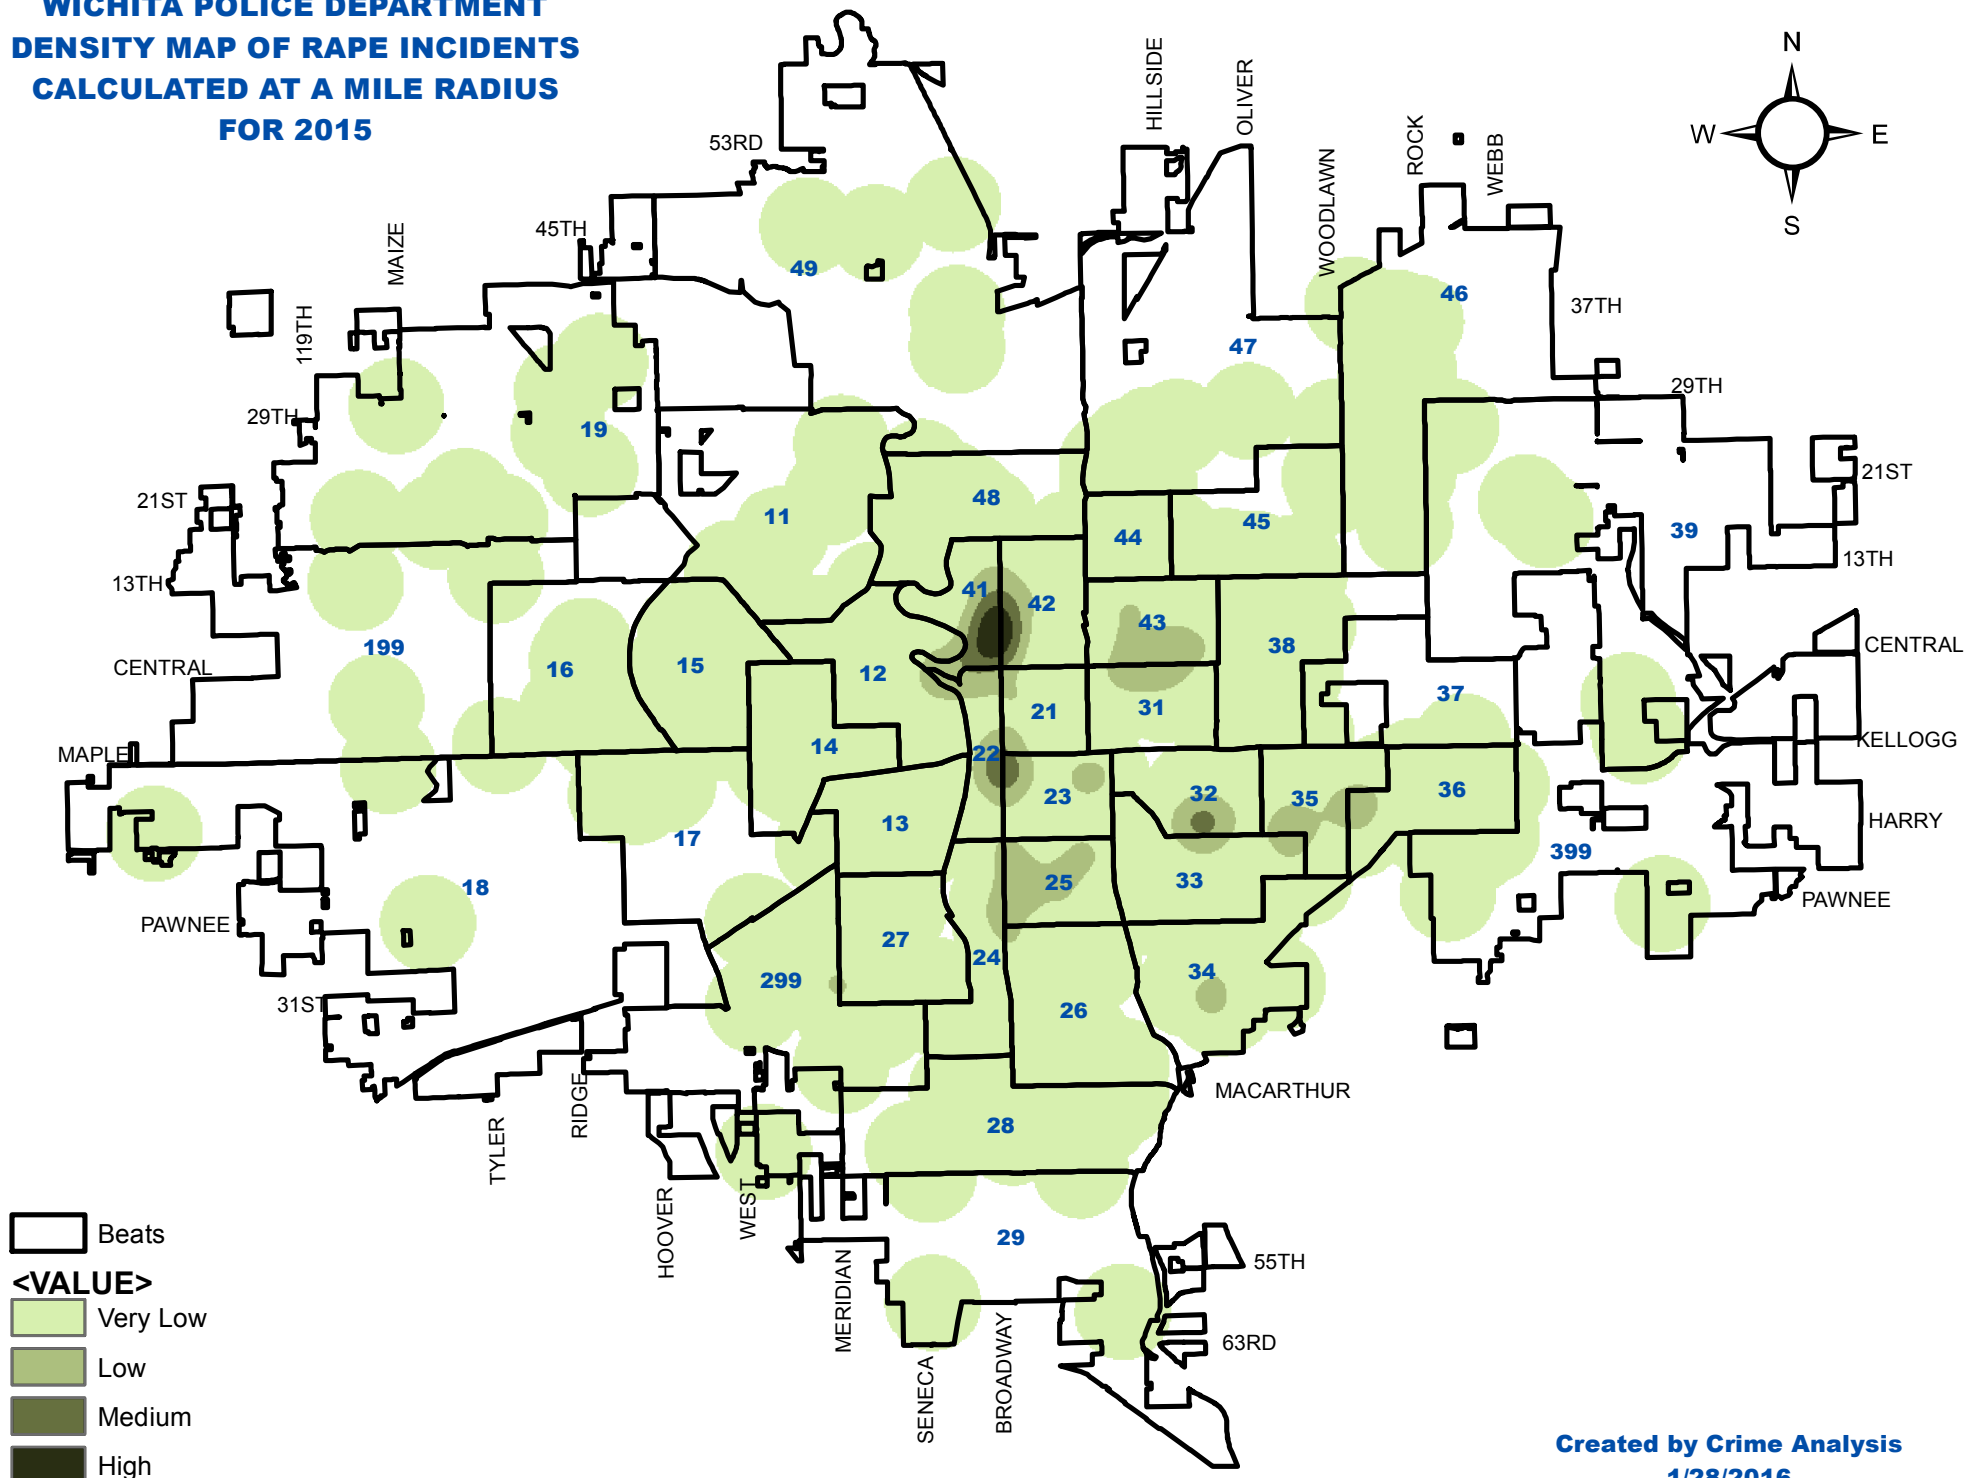 WICHITA POLICE DEPARTMENT
DENSITY MAP OF RAPE INCIDENTS
CALCULATED AT A MILE RADIUS
FOR 2015
N
W
E
S
HILLSIDE
OLIVER
WOODLAWN
ROCK
WEBB
53RD
45TH
MAIZE
119TH
29TH
21ST
13TH
CENTRAL
MAPLE
PAWNEE
31ST
TYLER
RIDGE
HOOVER
WEST
MERIDIAN
SENECA
BROADWAY
37TH
29TH
21ST
13TH
CENTRAL
KELLOGG
HARRY
PAWNEE
MACARTHUR
55TH
63RD
49
46
47
19
11
48
44
45
39
41
42
43
38
199
16
15
12
21
31
37
14
22
23
32
35
36
13
17
18
25
33
399
27
24
34
299
26
28
29
Beats
<VALUE>
Very Low
Low
Medium
High
Created by Crime Analysis
1/28/2016